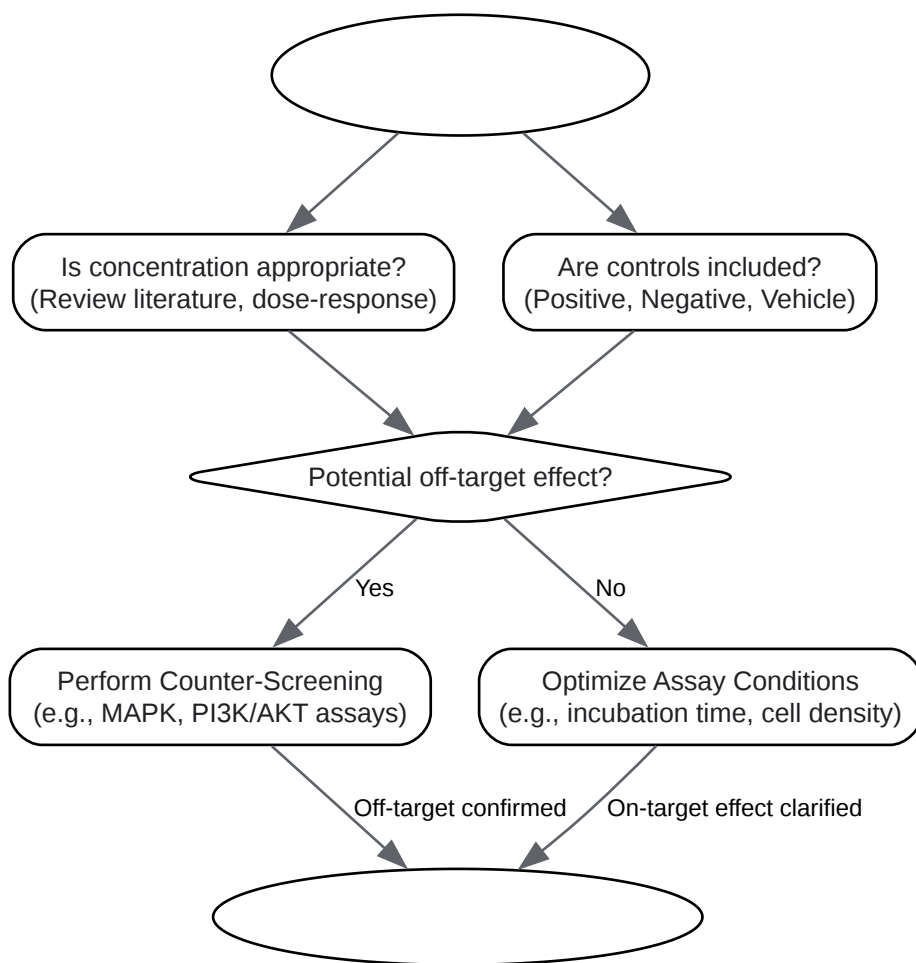 Is concentration appropriate?
(Review literature, dose-response)
Are controls included?
(Positive, Negative, Vehicle)
Potential off-target effect?
Yes
No
Perform Counter-Screening
(e.g., MAPK, PI3K/AKT assays)
Optimize Assay Conditions
(e.g., incubation time, cell density)
Off-target confirmed
On-target effect clarified